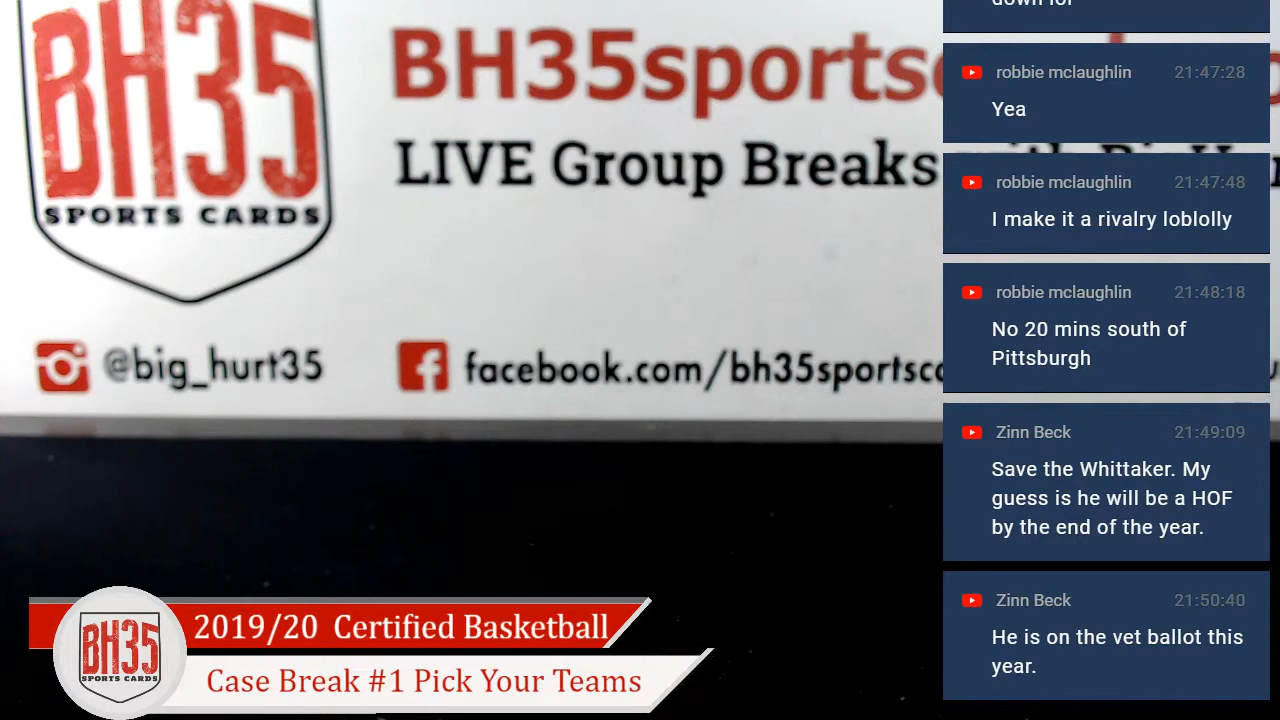 BH35
SPORTS CARDS
BH35sports
LIVE Group Breaks
@big_hurt35
facebook.com/bh35sportsc
2019/20 Certified Basketball
Case Break #1 Pick Your Teams
BH35
SPORTS CARDS
robbie mclaughlin 21:47:28
Yea
robbie mclaughlin 21:47:48
I make it a rivalry loblolly
robbie mclaughlin 21:48:18
No 20 mins south of
Pittsburgh
Zinn Beck 21:49:09
Save the Whittaker. My
guess is he will be a HOF
by the end of the year.
Zinn Beck 21:50:40
He is on the vet ballot this
year.